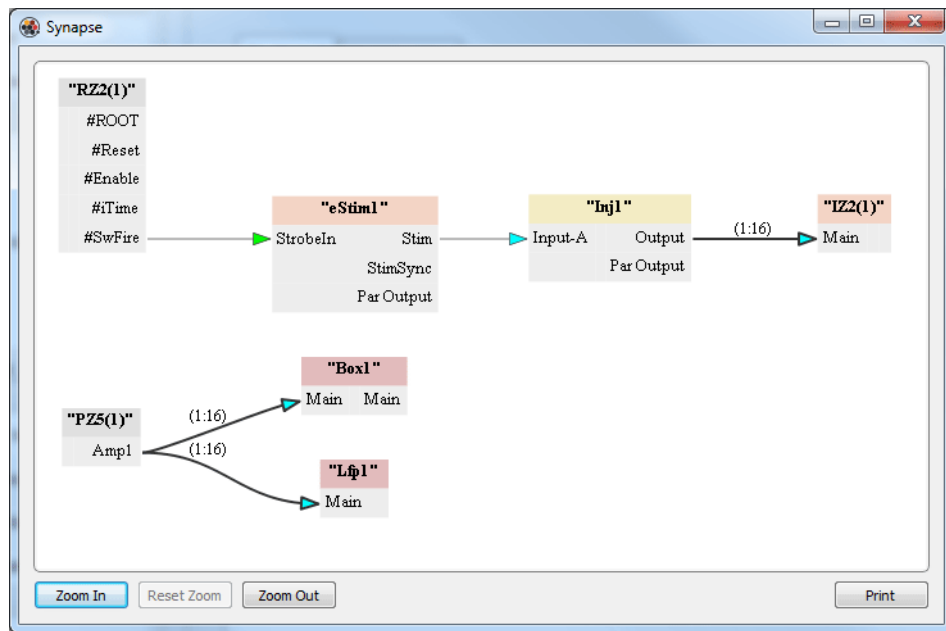 Synapse
"RZ2(1)"
#ROOT
#Reset
#Enable
#iTime
#SwFire
"eStim1"
StrobeIn Stim
StimSync
Par Output
"Inj1"
Input-A Output
Par Output
(1:16)
"IZ2(1)"
Main
"Box1"
Main Main
"PZ5(1)"
Amp1
(1:16)
(1:16)
"Lfp1"
Main
Zoom In Reset Zoom Zoom Out Print